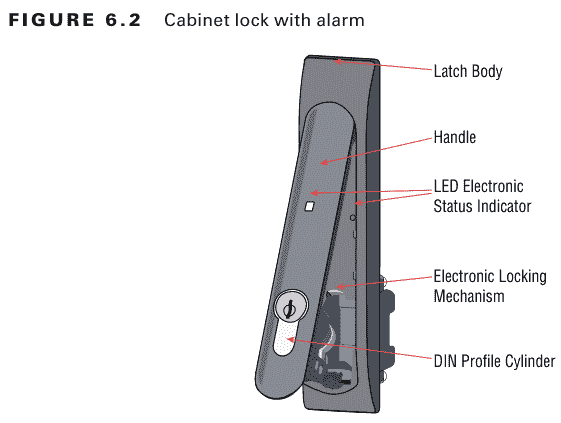 FIGURE 6.2 Cabinet lock with alarm
Latch Body
Handle
LED Electronic
Status Indicator
Electronic Locking
Mechanism
DIN Profile Cylinder